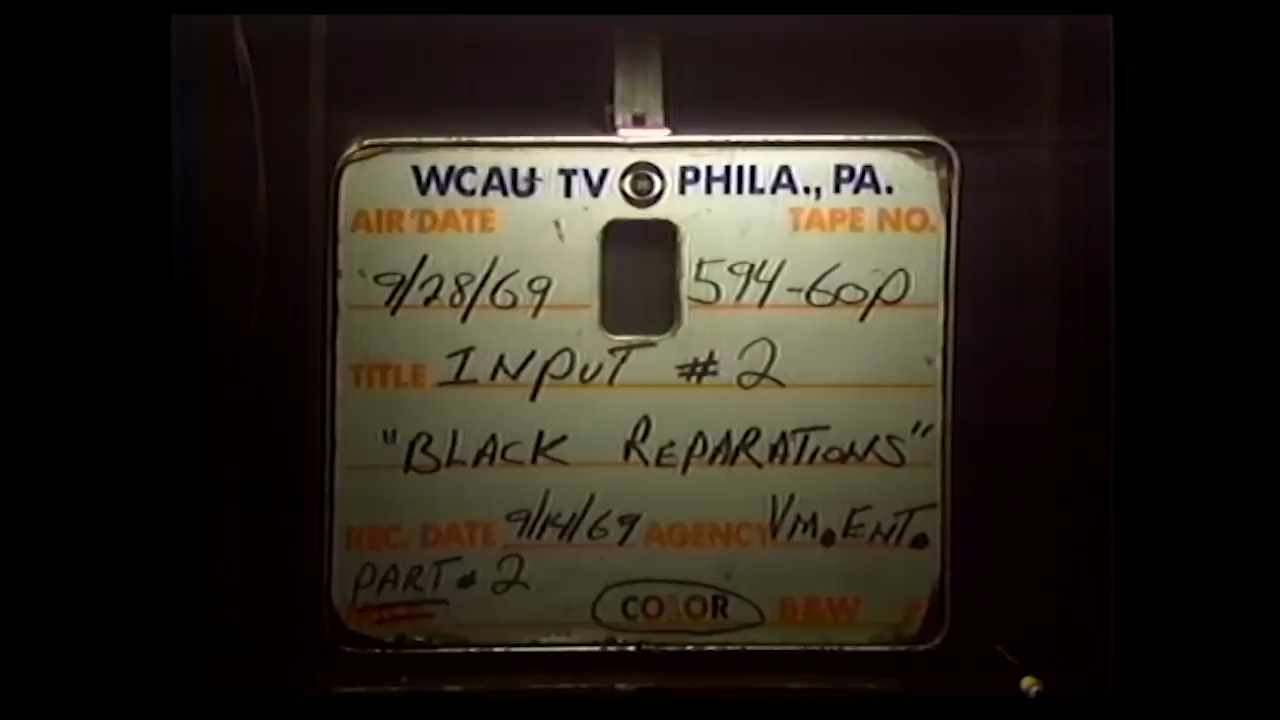 WCAU TV PHILA., PA.
AIR DATE TAPE NO.
9/28/69 594-60P
TITLE INPUT #2
"BLACK REPARATIONS"
REC. DATE 9/14/69 AGENCY VM. ENT.
PART #2
COLOR B&W